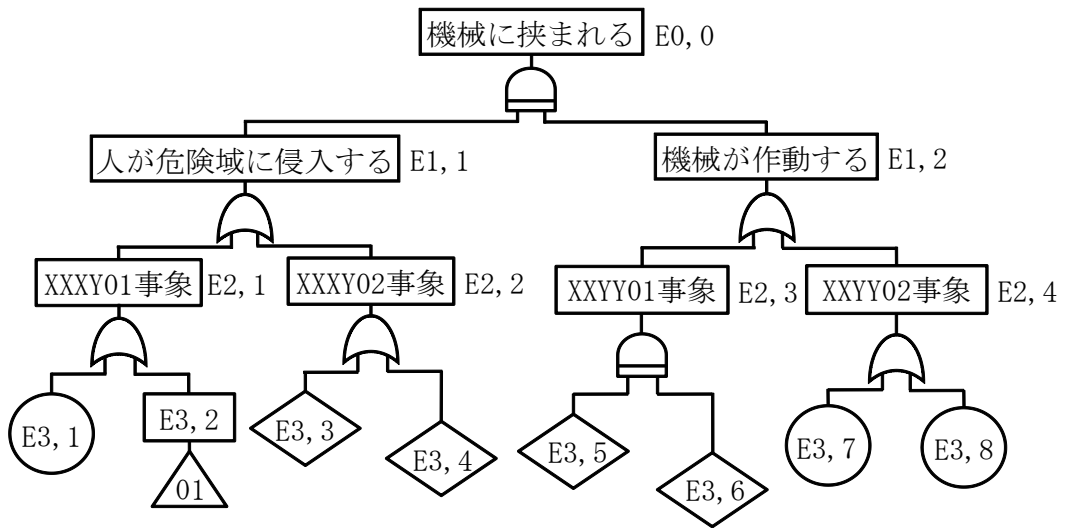 機械に挟まれる E0,0
人が危険域に侵入する E1,1
機械が作動する E1,2
XXXY01事象 E2,1
XXXY02事象 E2,2
XXYY01事象 E2,3
XXYY02事象 E2,4
E3,1
E3,2
E3,3
E3,4
E3,5
E3,6
E3,7
E3,8
01